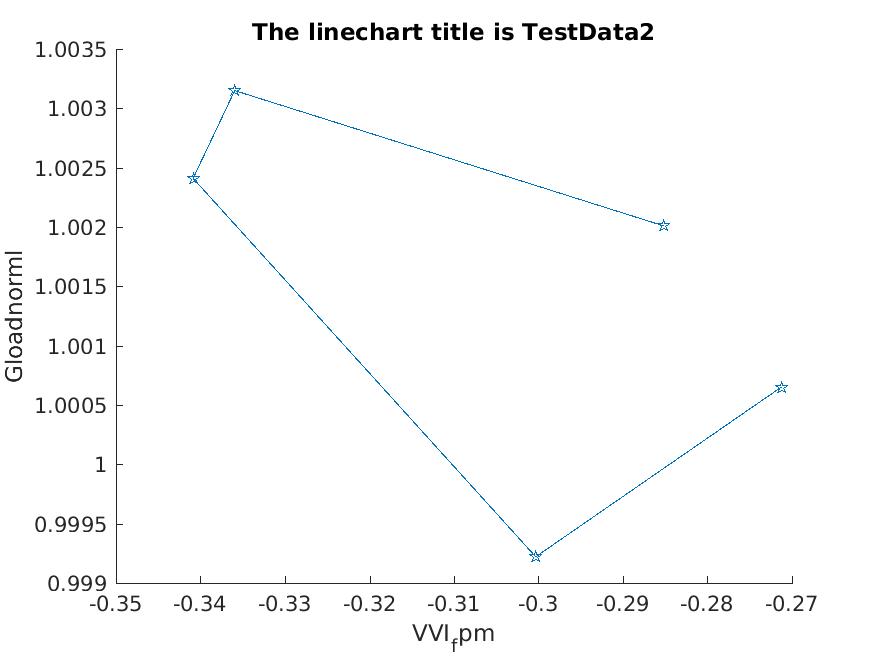 The linechart title is TestData2
1.0035
1.003
1.0025
1.002
1.0015
1.001
1.0005
1
0.9995
0.999
Gloadnorml
-0.35 -0.34 -0.33 -0.32 -0.31 -0.3 -0.29 -0.28 -0.27
VVIfpm